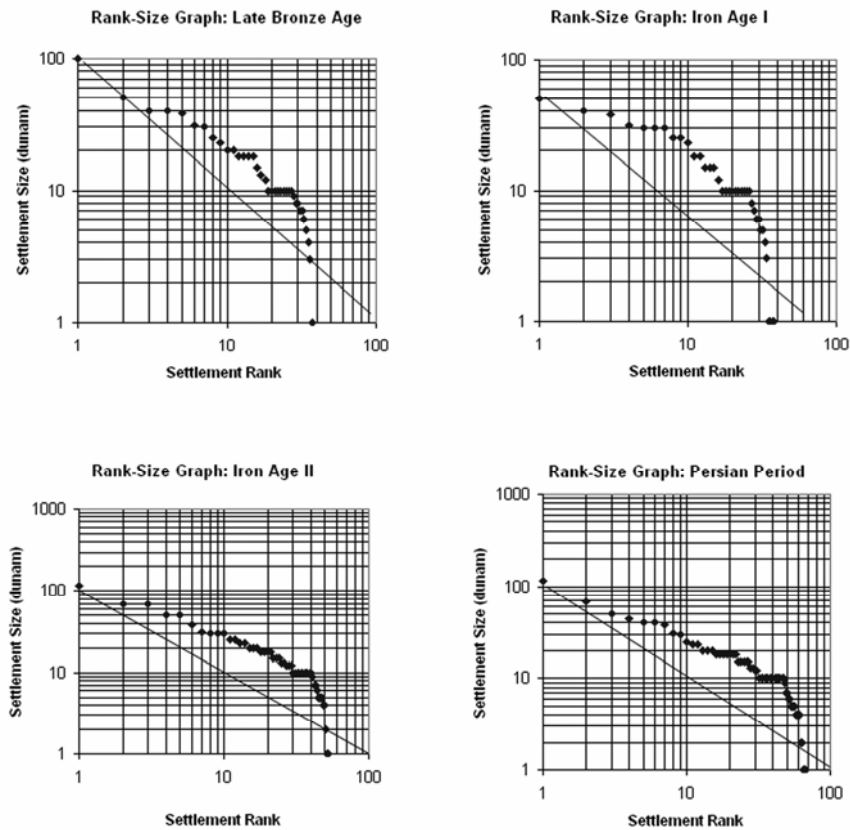 Rank-Size Graph: Late Bronze Age
100
10
1
Settlement Size (dunam)
1 10 100
Settlement Rank
Rank-Size Graph: Iron Age I
100
10
1
Settlement Size (dunam)
1 10 100
Settlement Rank
Rank-Size Graph: Iron Age II
1000
100
10
1
Settlement Size (dunam)
1 10 100
Settlement Rank
Rank-Size Graph: Persian Period
1000
100
10
1
Settlement Size (dunam)
1 10 100
Settlement Rank